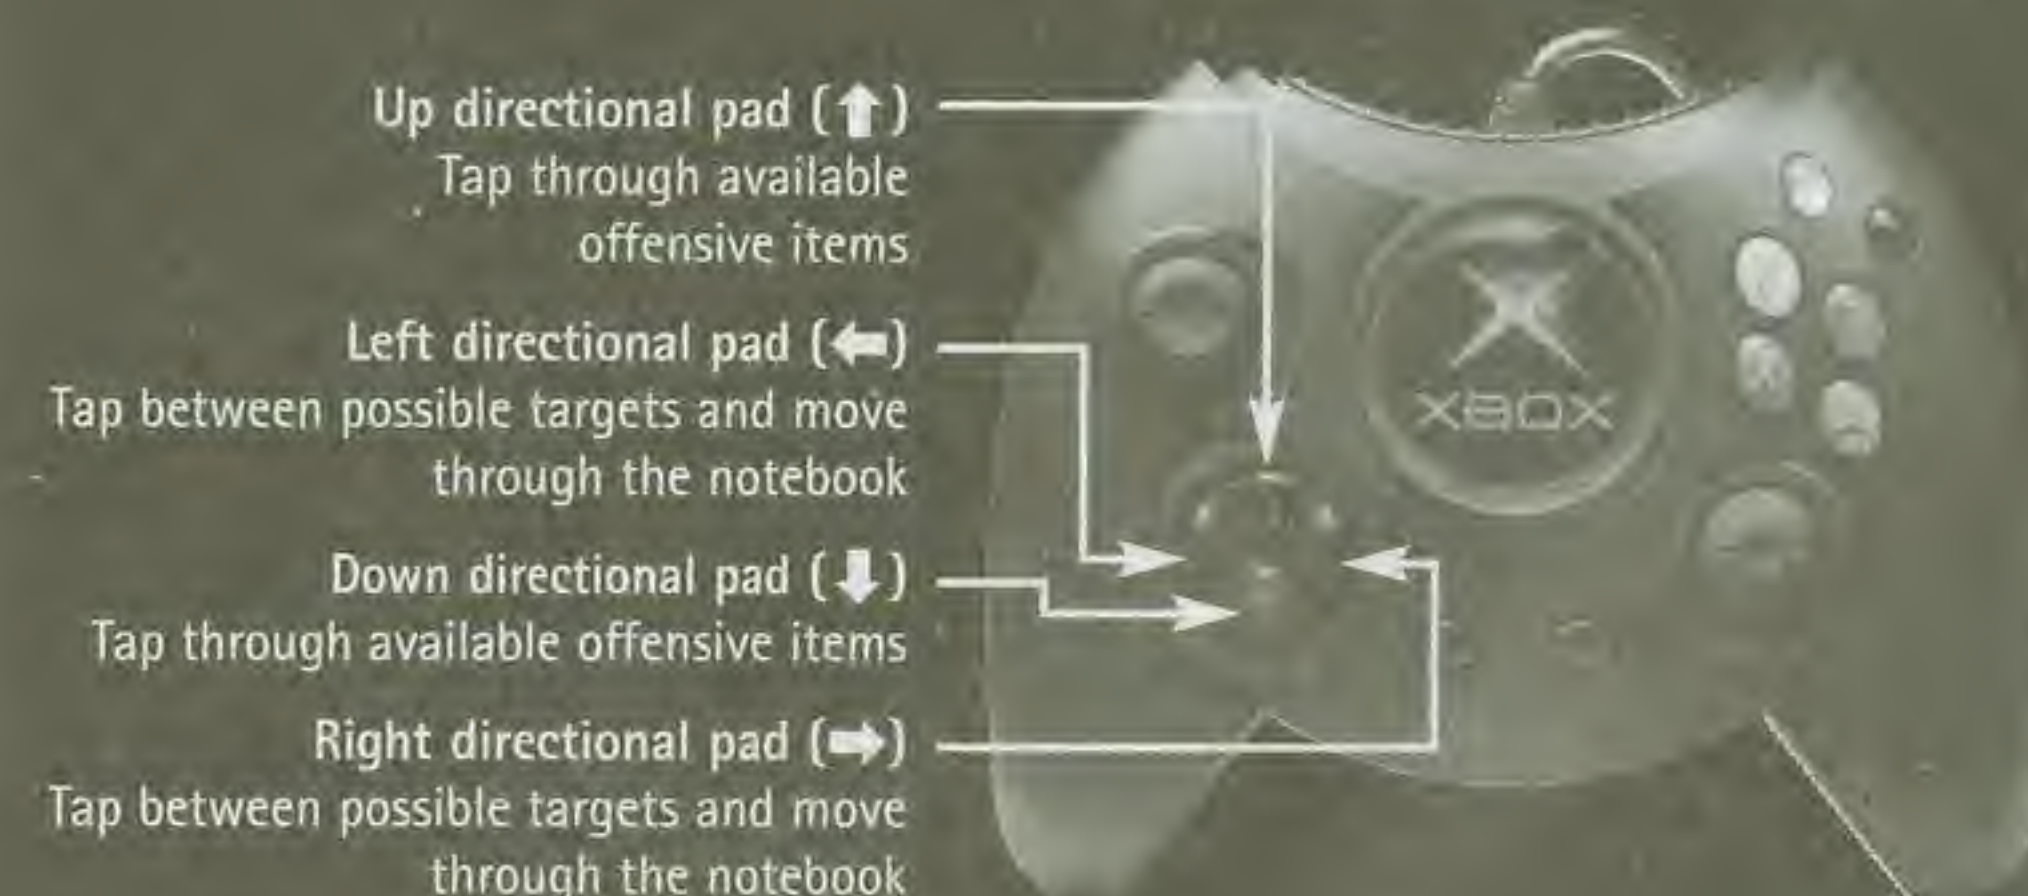 Up directional pad (⬆)
Tap through available
offensive items
Left directional pad (⬅)
Tap between possible targets and move
through the notebook
Down directional pad (⬇)
Tap through available offensive items
Right directional pad (➡)
Tap between possible targets and move
through the notebook
XBOX